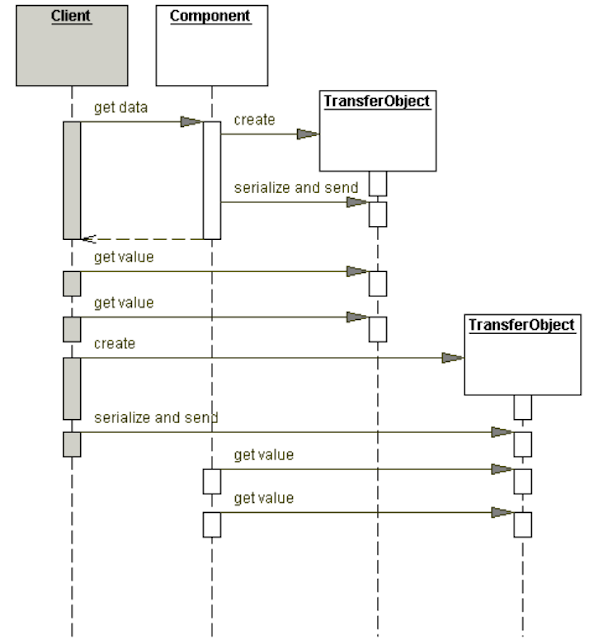 Client
Component
TransferObject
get data
create
serialize and send
get value
get value
TransferObject
create
serialize and send
get value
get value